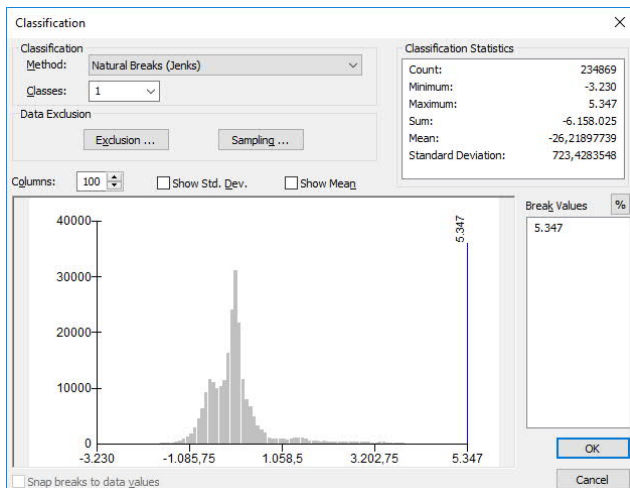 Classification
Classification
Method: Natural Breaks (Jenks)
Classes: 1
Data Exclusion
Exclusion ... Sampling ...
Classification Statistics
Count: 234869
Minimum: -3.230
Maximum: 5.347
Sum: -6.158.025
Mean: -26,21897739
Standard Deviation: 723,4283548
Columns: 100 Show Std. Dev. Show Mean
Break Values %
5.347
5.347
40000
30000
20000
10000
0
-3.230 -1.085,75 1.058,5 3.202,75 5.347
OK
Snap breaks to data values
Cancel